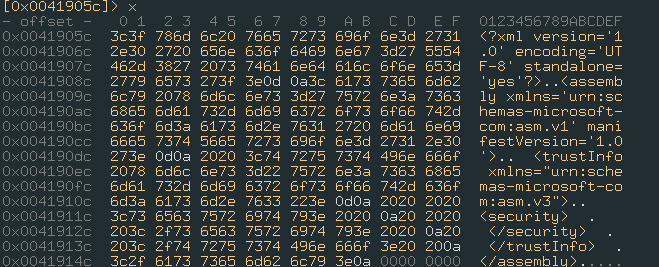 [0x0041905c]> x
- offset -   0 1  2 3  4 5  6 7  8 9  A B  C D  E F  0123456789ABCDEF
0x0041905c  3c3f 786d 6c20 7665 7273 696f 6e3d 2731  <?xml version='1
0x0041906c  2e30 2720 656e 636f 6469 6e67 3d27 5554  .0' encoding='UT
0x0041907c  462d 3827 2073 7461 6e64 616c 6f6e 653d  F-8' standalone=
0x0041908c  2779 6573 273f 3e0d 0a3c 6173 7365 6d62  'yes'?>..<assemb
0x0041909c  6c79 2078 6d6c 6e73 3d27 7572 6e3a 7363  ly xmlns='urn:sc
0x004190ac  6865 6d61 732d 6d69 6372 6f73 6f66 742d  hemas-microsoft-
0x004190bc  636f 6d3a 6173 6d2e 7631 2720 6d61 6e69  com:asm.v1' mani
0x004190cc  6665 7374 5665 7273 696f 6e3d 2731 2e30  festVersion='1.0
0x004190dc  273e 0d0a 2020 3c74 7275 7374 496e 666f  '>..  <trustInfo
0x004190ec  2078 6d6c 6e73 3d22 7572 6e3a 7363 6865   xmlns="urn:sche
0x004190fc  6d61 732d 6d69 6372 6f73 6f66 742d 636f  mas-microsoft-co
0x0041910c  6d3a 6173 6d2e 7633 223e 0d0a 2020 2020  m:asm.v3">..
0x0041911c  3c73 6563 7572 6974 793e 2020 0a20 2020  <security>  .
0x0041912c  203c 2f73 6563 7572 6974 793e 2020 0a20   </security>  .
0x0041913c  203c 2f74 7275 7374 496e 666f 3e20 200a   </trustInfo>  .
0x0041914c  3c2f 6173 7365 6d62 6c79 3e0a 0000 0000  </assembly>.....